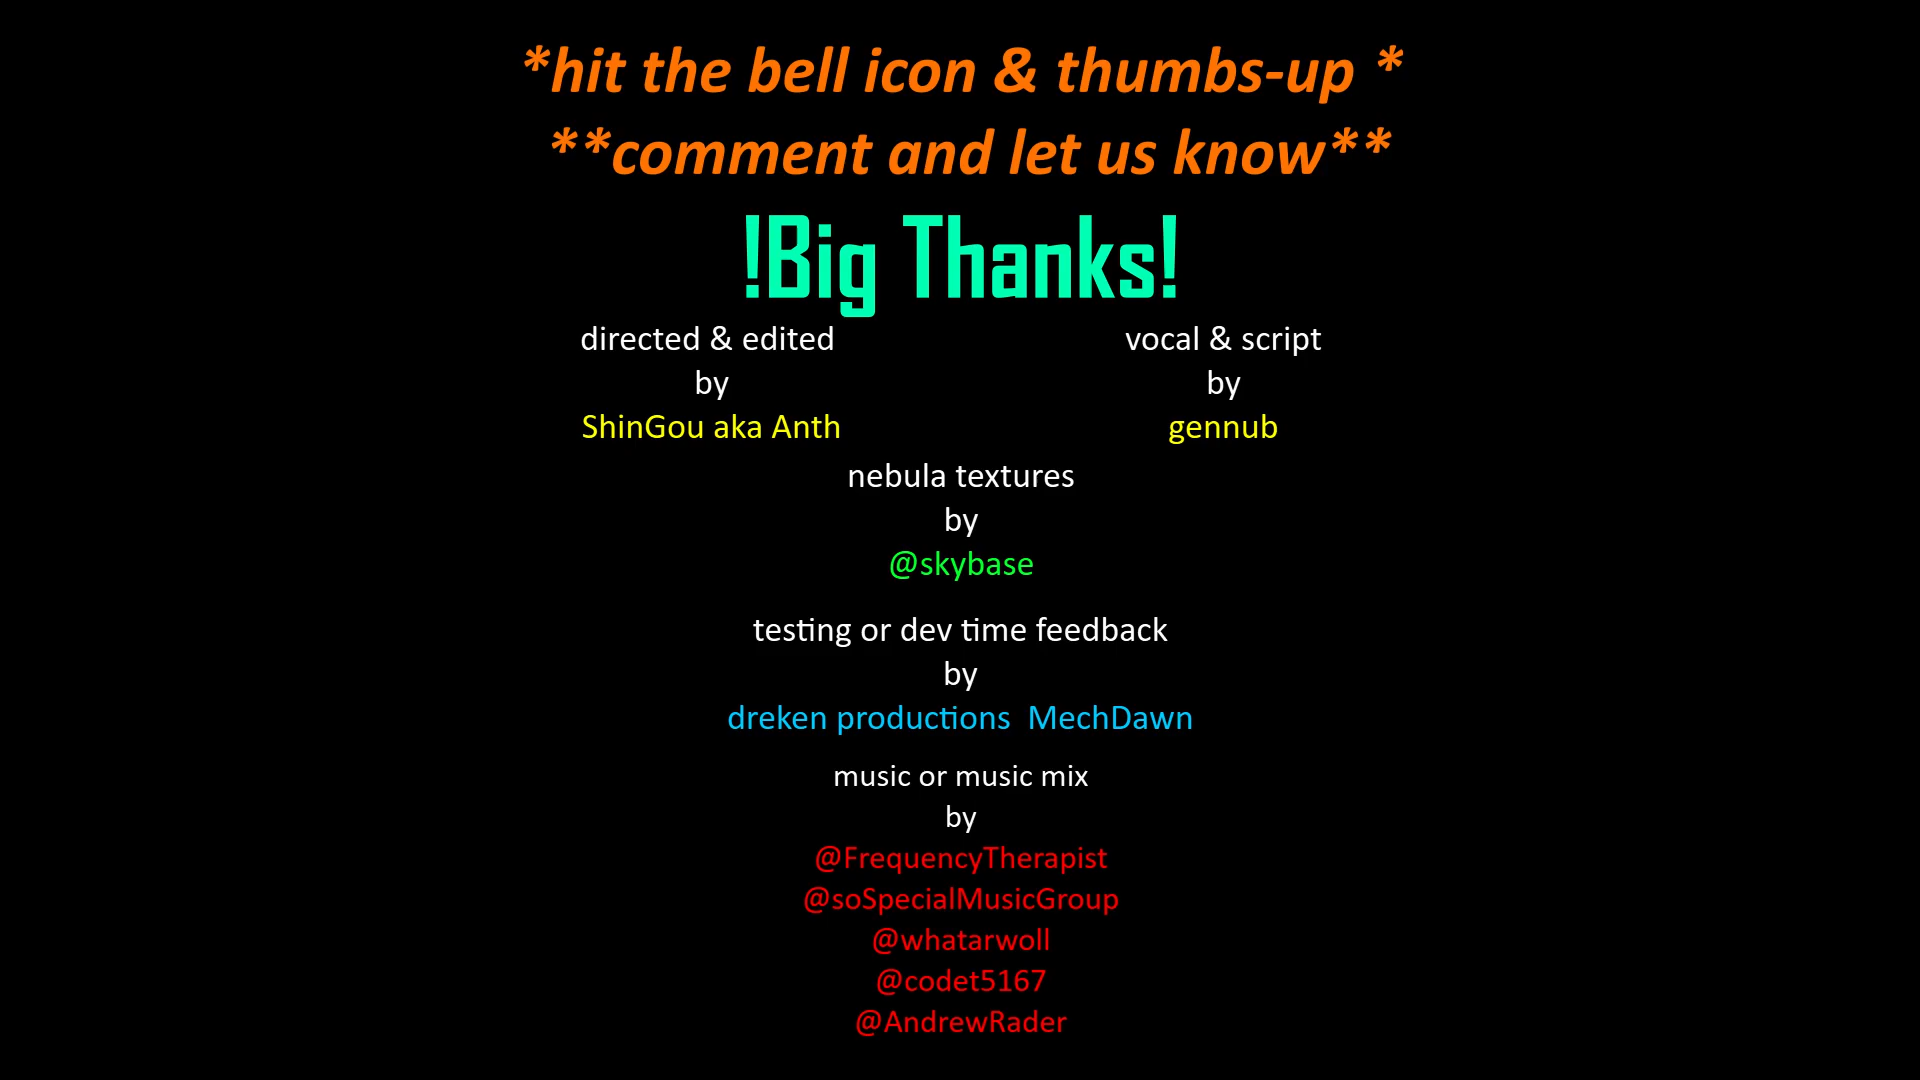 *hit the bell icon & thumbs-up *
**comment and let us know**
!Big Thanks!
directed & edited
by
ShinGou aka Anth
vocal & script
by
gennub
nebula textures
by
@skybase
testing or dev time feedback
by
dreken productions  MechDawn
music or music mix
by
@FrequencyTherapist
@soSpecialMusicGroup
@whatarwoll
@codet5167
@AndrewRader